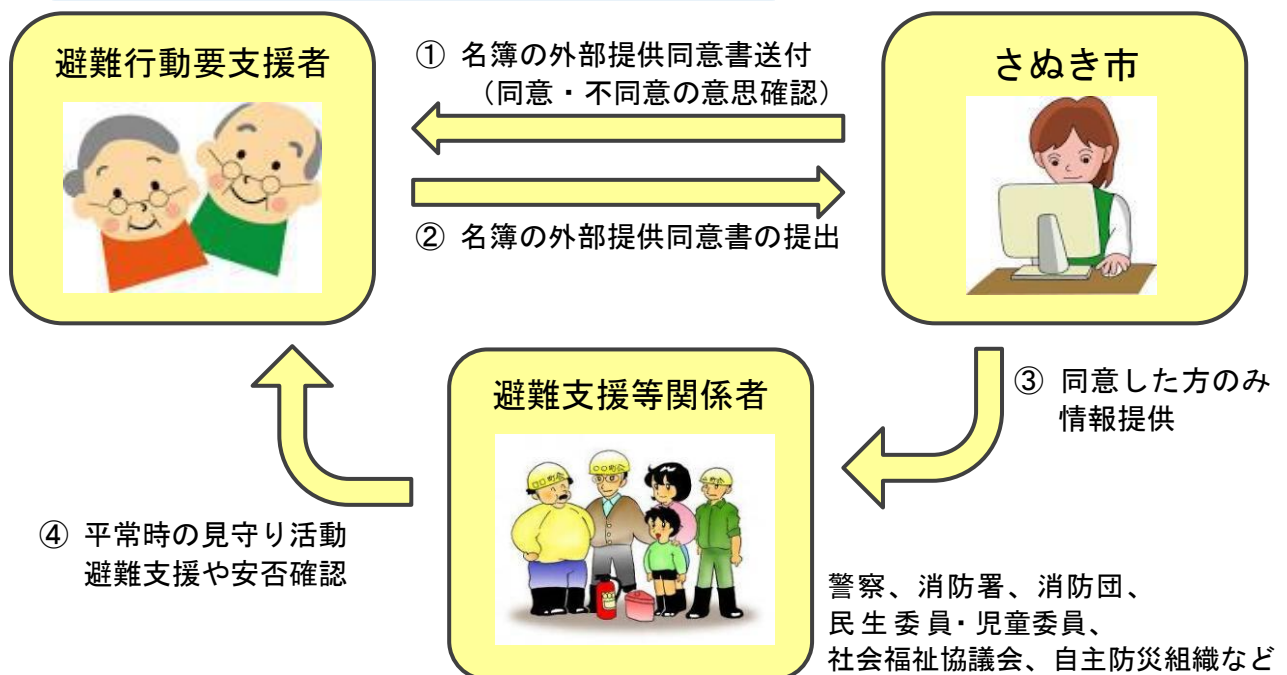 避難行動要支援者
① 名簿の外部提供同意書送付
（同意・不同意の意思確認）
さぬき市
② 名簿の外部提供同意書の提出
③ 同意した方のみ
情報提供
避難支援等関係者
④ 平常時の見守り活動
避難支援や安否確認
警察、消防署、消防団、
民生委員・児童委員、
社会福祉協議会、自主防災組織など